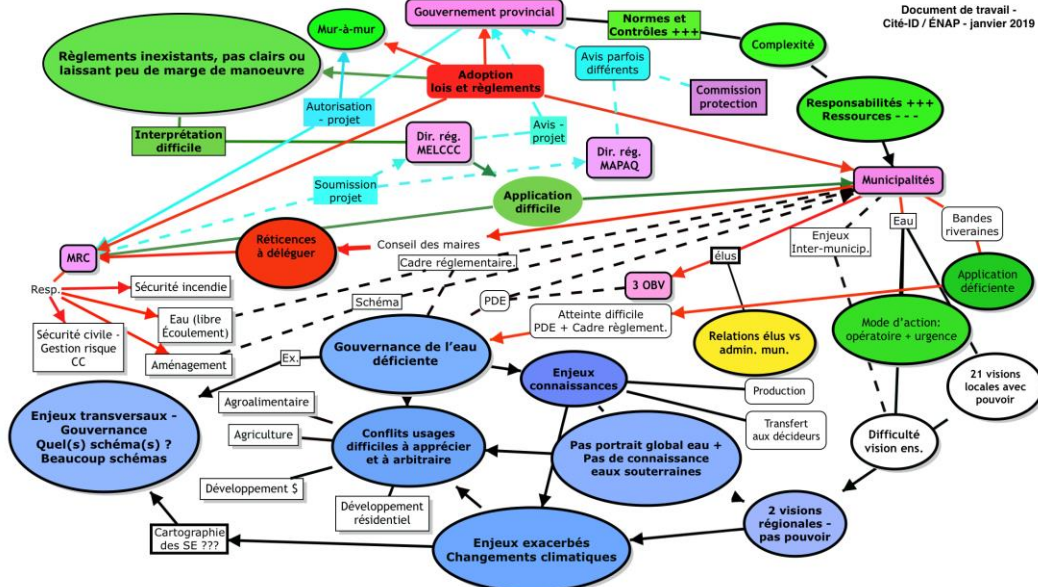 Document de travail -
Cité-ID / ÉNAP - janvier 2019
Gouvernement provincial
Normes et
Contrôles +++
Mur-à-mur
Complexité
Règlements inexistants, pas clairs ou
laissant peu de marge de manoeuvre
Avis parfois
différents
Adoption
lois et règlements
Commission
protection
Autorisation
- projet
Responsabilités +++
Ressources - - -
Interprétation
difficile
Dir. rég.
MELCCC
Avis -
projet
Dir. rég.
MAPAQ
Soumission
projet
Municipalités
Application
difficile
Eau
Bandes
riveraines
Enjeux
Inter-municip.
Réticences
à déléguer
Conseil des maires
Cadre réglementaire.
MRC
élus
Resp.
Sécurité incendie
3 OBV
Application
déficiente
Schéma
PDE
Eau (libre
Écoulement)
Atteinte difficile
PDE + Cadre règlement.
Sécurité civile -
Gestion risque
CC
Mode d'action:
opératoire + urgence
Relations élus vs
admin. mun.
Gouvernance de l'eau
déficiente
Ex.
Aménagement
Enjeux
connaissances
21 visions
locales avec
pouvoir
Production
Agroalimentaire
Enjeux transversaux -
Gouvernance
Quel(s) schéma(s) ?
Beaucoup schémas
Transfert
aux décideurs
Agriculture
Conflits usages
difficiles à apprécier
et à arbitraire
Pas portrait global eau +
Pas de connaissance
eaux souterraines
Difficulté
vision ens.
Développement $
Développement
résidentiel
2 visions
régionales -
pas pouvoir
Cartographie
des SE ???
Enjeux exacerbés
Changements climatiques